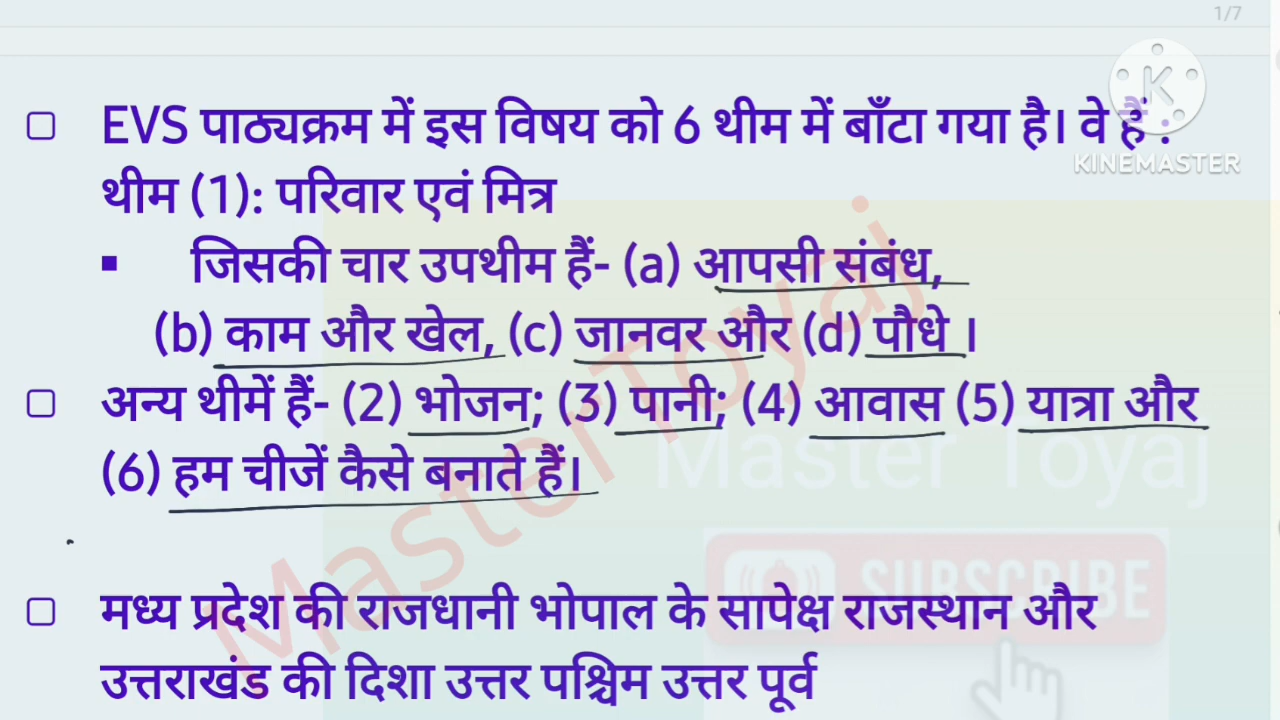 1/7
EVS पाठ्यक्रम में इस विषय को 6 थीम में बाँटा गया है। वे हैं :
KINEMASTER
थीम (1): परिवार एवं मित्र
जिसकी चार उपथीम हैं- (a) आपसी संबंध,
(b) काम और खेल, (c) जानवर और (d) पौधे ।
अन्य थीमें हैं- (2) भोजन; (3) पानी; (4) आवास (5) यात्रा और
(6) हम चीजें कैसे बनाते हैं।
Master Toyaj
MasterToyaj
SUBSCRIBE
मध्य प्रदेश की राजधानी भोपाल के सापेक्ष राजस्थान और
उत्तराखंड की दिशा उत्तर पश्चिम उत्तर पूर्व